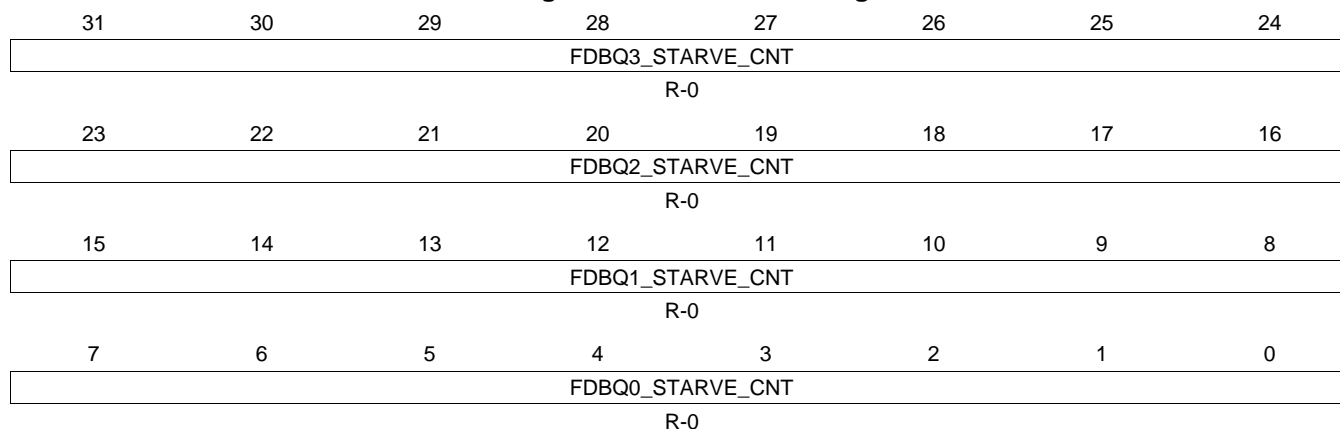 31 30 29 28 27 26 25 24
FDBQ3_STARVE_CNT
R-0
23 22 21 20 19 18 17 16
FDBQ2_STARVE_CNT
R-0
15 14 13 12 11 10 9 8
FDBQ1_STARVE_CNT
R-0
7 6 5 4 3 2 1 0
FDBQ0_STARVE_CNT
R-0